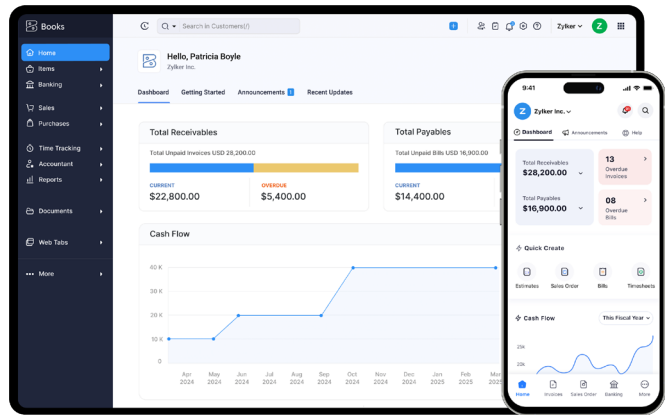 Books
Search in Customers(/)
Zylker
Z
Home
Items
Banking
Sales
Purchases
Time Tracking
Accountant
Reports
Documents
Web Tabs
More
Hello, Patricia Boyle
Zylker Inc.
Dashboard Getting Started Announcements Recent Updates
Total Receivables
Total Unpaid Invoices USD 28,200.00
CURRENT OVERDUE
$22,800.00 $5,400.00
Total Payables
Total Unpaid Bills USD 16,900.00
CURRENT
$14,400.00
Cash Flow
40 K
30 K
20 K
10 K
0
Apr May Jun Jul Aug Sep Oct Nov Dec Jan Feb Mar
2024 2024 2024 2024 2024 2024 2024 2024 2024 2025 2025 2025
9:41
Z Zylker Inc.
Dashboard Announcements Help
Total Receivables
$28,200.00
13
Overdue
Invoices
Total Payables
$16,900.00
08
Overdue
Bills
Quick Create
Estimates Sales Order Bills Timesheets
Cash Flow This Fiscal Year
25k
20k
Home Invoices Sales Order Banking More